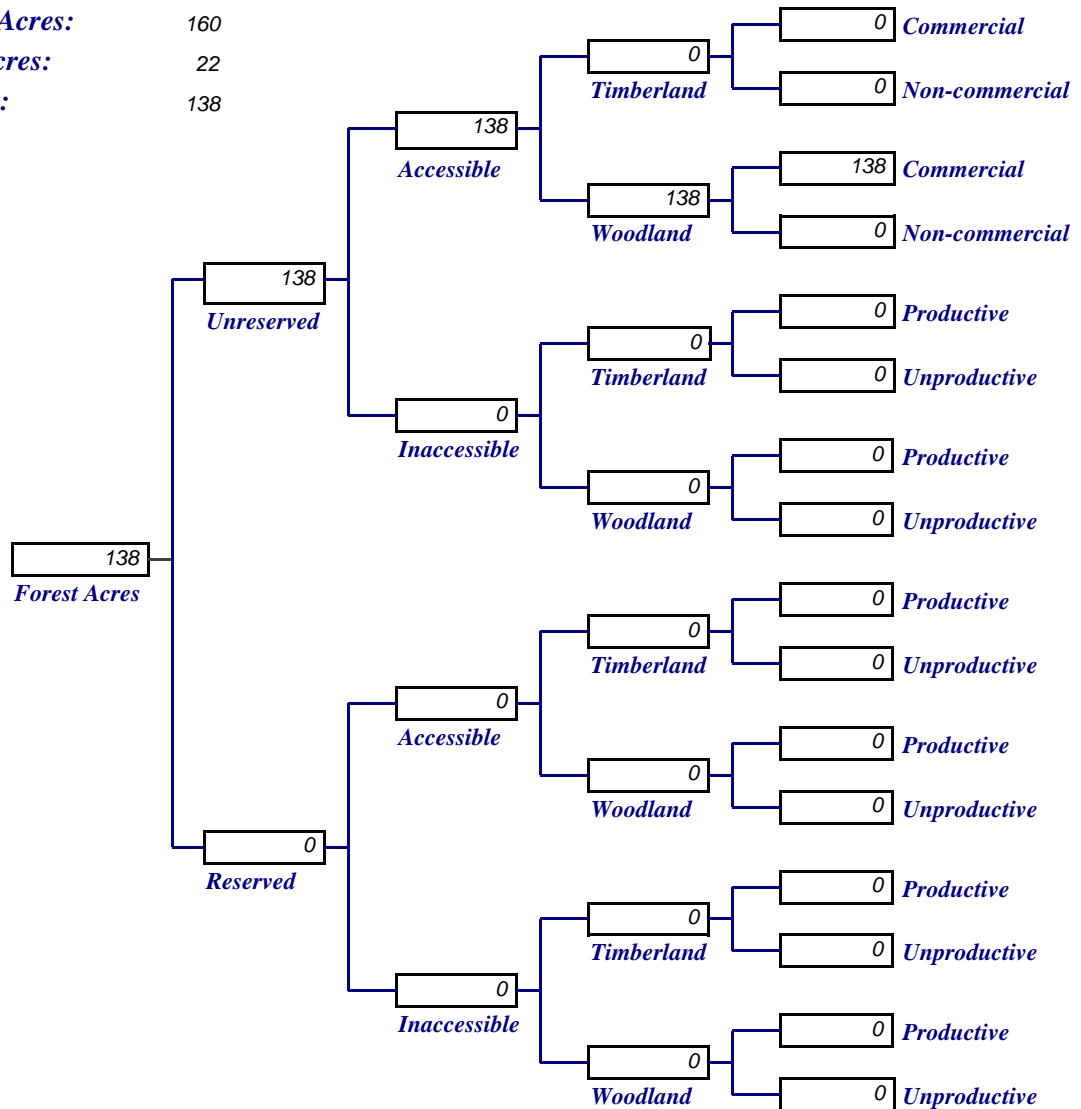 Acres: 160
cres: 22
: 138
0 Commercial
0
Timberland
0 Non-commercial
138
Accessible
138 Commercial
138
Woodland
0 Non-commercial
138
Unreserved
0 Productive
0
Timberland
0 Unproductive
0
Inaccessible
0 Productive
0
Woodland
0 Unproductive
138
Forest Acres
0 Productive
0
Timberland
0 Unproductive
0
Accessible
0 Productive
0
Woodland
0 Unproductive
0
Reserved
0 Productive
0
Timberland
0 Unproductive
0
Inaccessible
0 Productive
0
Woodland
0 Unproductive